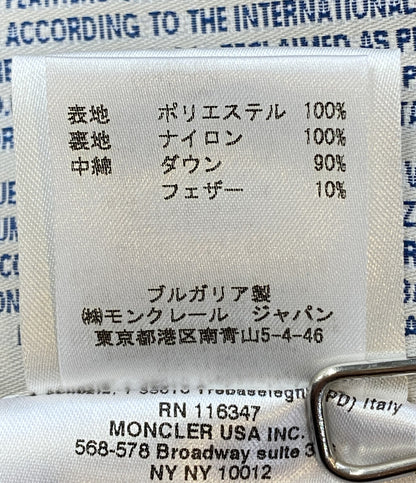 ACCORDING TO THE INTERNATIONAL
表地 ポリエステル 100%
裏地 ナイロン 100%
中綿 ダウン 90%
フェザー 10%
ブルガリア製
㈱モンクレール ジャパン
東京都港区南青山5-4-46
(PD) Italy
RN 116347
MONCLER USA INC.
568-578 Broadway suite 3
NY NY 10012